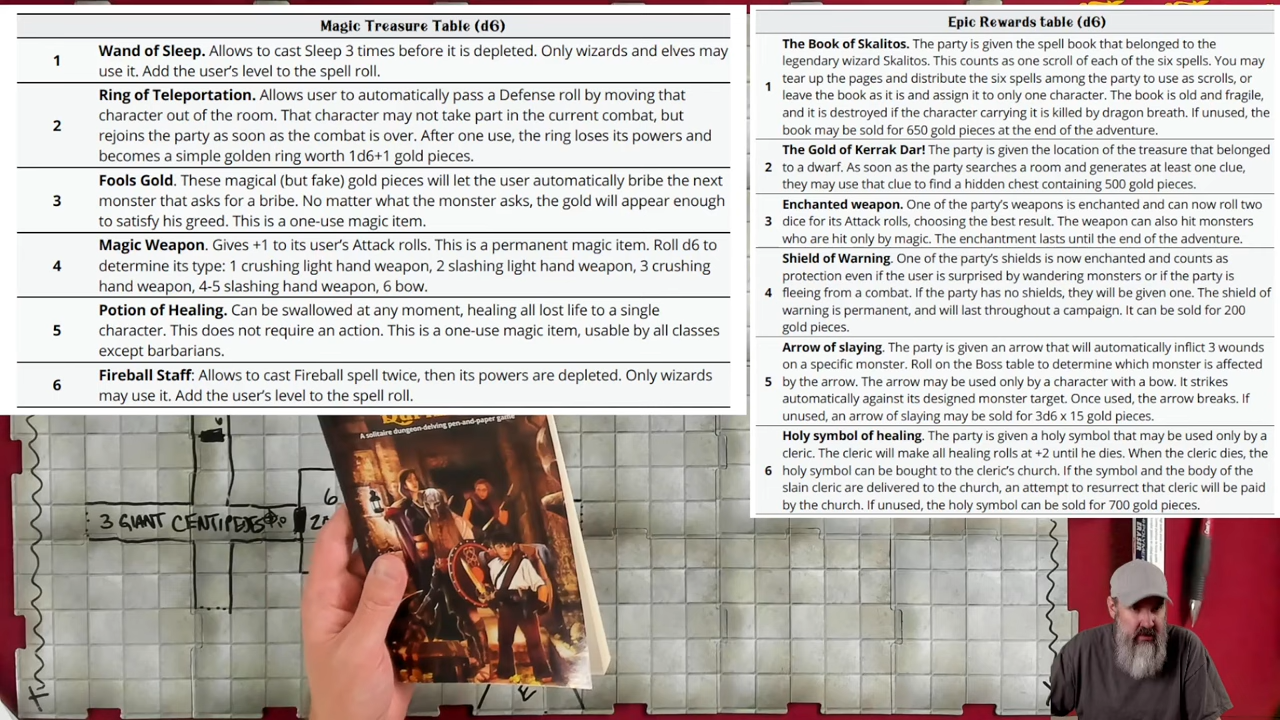 Magic Treasure Table (d6)
1
Wand of Sleep. Allows to cast Sleep 3 times before it is depleted. Only wizards and elves may
use it. Add the user's level to the spell roll.
2
Ring of Teleportation. Allows user to automatically pass a Defense roll by moving that
character out of the room. That character may not take part in the current combat, but
rejoins the party as soon as the combat is over. After one use, the ring loses its powers and
becomes a simple golden ring worth 1d6+1 gold pieces.
3
Fools Gold. These magical (but fake) gold pieces will let the user automatically bribe the next
monster that asks for a bribe. No matter what the monster asks, the gold will appear enough
to satisfy his greed. This is a one-use magic item.
4
Magic Weapon. Gives +1 to its user's Attack rolls. This is a permanent magic item. Roll d6 to
determine its type: 1 crushing light hand weapon, 2 slashing light hand weapon, 3 crushing
hand weapon, 4-5 slashing hand weapon, 6 bow.
5
Potion of Healing. Can be swallowed at any moment, healing all lost life to a single
character. This does not require an action. This is a one-use magic item, usable by all classes
except barbarians.
6
Fireball Staff: Allows to cast Fireball spell twice, then its powers are depleted. Only wizards
may use it. Add the user's level to the spell roll.
Epic Rewards table (d6)
1
The Book of Skalitos. The party is given the spell book that belonged to the
legendary wizard Skalitos. This counts as one scroll of each of the six spells. You may
tear up the pages and distribute the six spells among the party to use as scrolls, or
leave the book as it is and assign it to only one character. The book is old and fragile,
and it is destroyed if the character carrying it is killed by dragon breath. If unused, the
book may be sold for 650 gold pieces at the end of the adventure.
2
The Gold of Kerrak Dar! The party is given the location of the treasure that belonged
to a dwarf. As soon as the party searches a room and generates at least one clue,
they may use that clue to find a hidden chest containing 500 gold pieces.
3
Enchanted weapon. One of the party's weapons is enchanted and can now roll two
dice for its Attack rolls, choosing the best result. The weapon can also hit monsters
who are hit only by magic. The enchantment lasts until the end of the adventure.
4
Shield of Warning. One of the party's shields is now enchanted and counts as
protection even if the user is surprised by wandering monsters or if the party is
fleeing from a combat. If the party has no shields, they will be given one. The shield of
warning is permanent, and will last throughout a campaign. It can be sold for 200
gold pieces.
5
Arrow of slaying. The party is given an arrow that will automatically inflict 3 wounds
on a specific monster. Roll on the Boss table to determine which monster is affected
by the arrow. The arrow may be used only by a character with a bow. It strikes
automatically against its designed monster target. Once used, the arrow breaks. If
unused, an arrow of slaying may be sold for 3d6 x 15 gold pieces.
6
Holy symbol of healing. The party is given a holy symbol that may be used only by a
cleric. The cleric will make all healing rolls at +2 until he dies. When the cleric dies, the
holy symbol can be bought to the cleric's church. If the symbol and the body of the
slain cleric are delivered to the church, an attempt to resurrect that cleric will be paid
by the church. If unused, the holy symbol can be sold for 700 gold pieces.
A solitaire dungeon-delving pen-and-paper game
6
3 GIANT CENTIPEDES